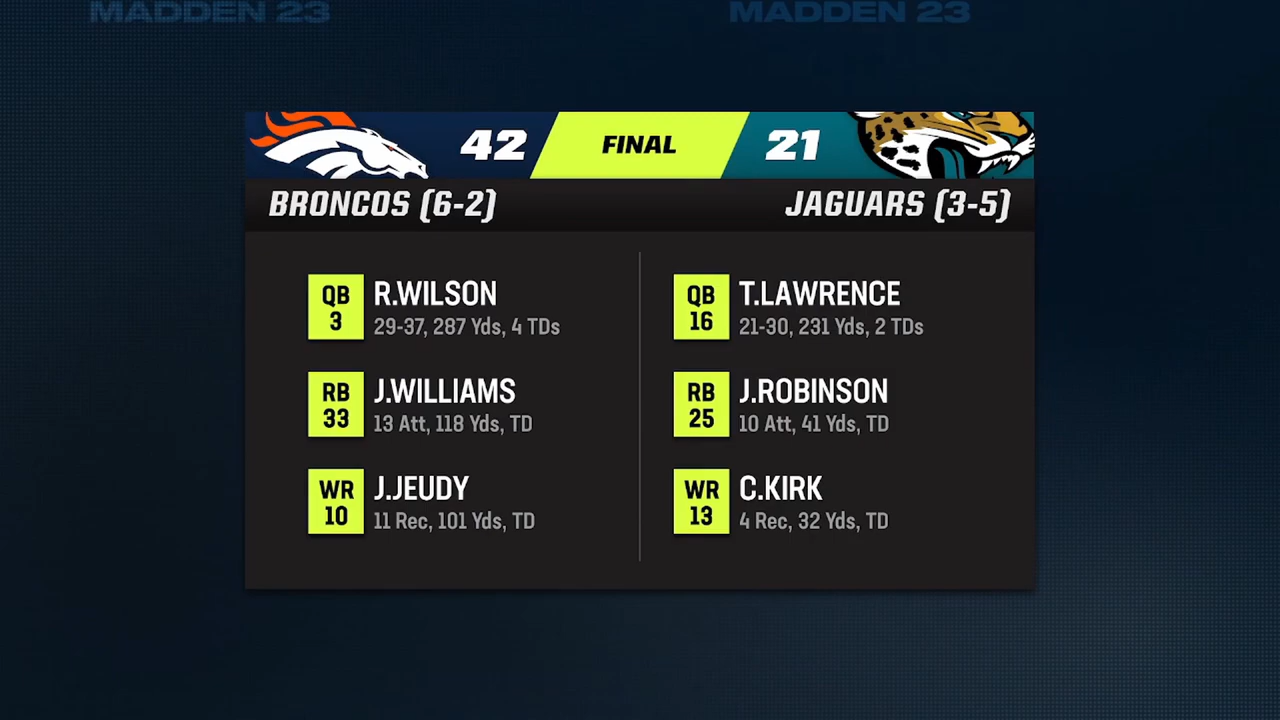 MADDEN 23 MADDEN 23
42 FINAL 21
BRONCOS (6-2) JAGUARS (3-5)
QB 3 R.WILSON
29-37, 287 Yds, 4 TDs
RB 33 J.WILLIAMS
13 Att, 118 Yds, TD
WR 10 J.JEUDY
11 Rec, 101 Yds, TD
QB 16 T.LAWRENCE
21-30, 231 Yds, 2 TDs
RB 25 J.ROBINSON
10 Att, 41 Yds, TD
WR 13 C.KIRK
4 Rec, 32 Yds, TD